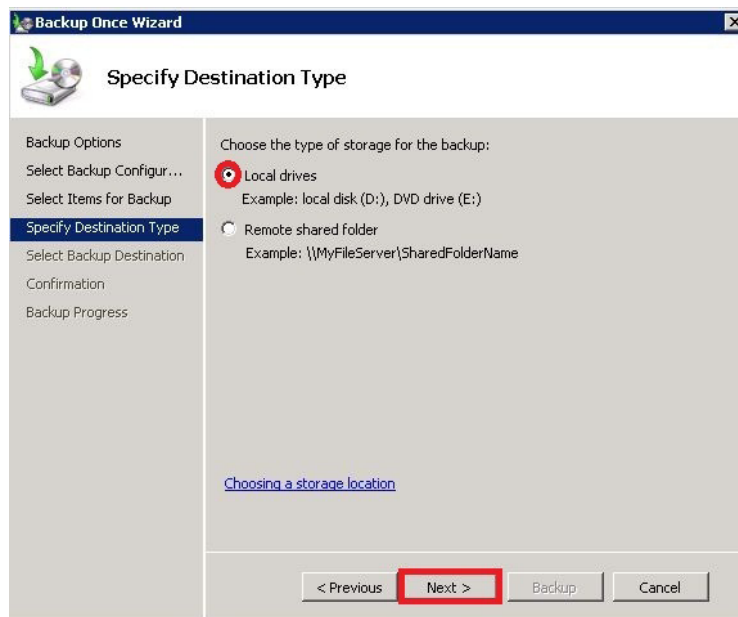 Backup Once Wizard
Specify Destination Type
Backup Options
Select Backup Configur...
Select Items for Backup
Specify Destination Type
Select Backup Destination
Confirmation
Backup Progress
Choose the type of storage for the backup:
Local drives
Example: local disk (D:), DVD drive (E:)
Remote shared folder
Example: \\MyFileServer\SharedFolderName
Choosing a storage location
< Previous
Next >
Backup
Cancel